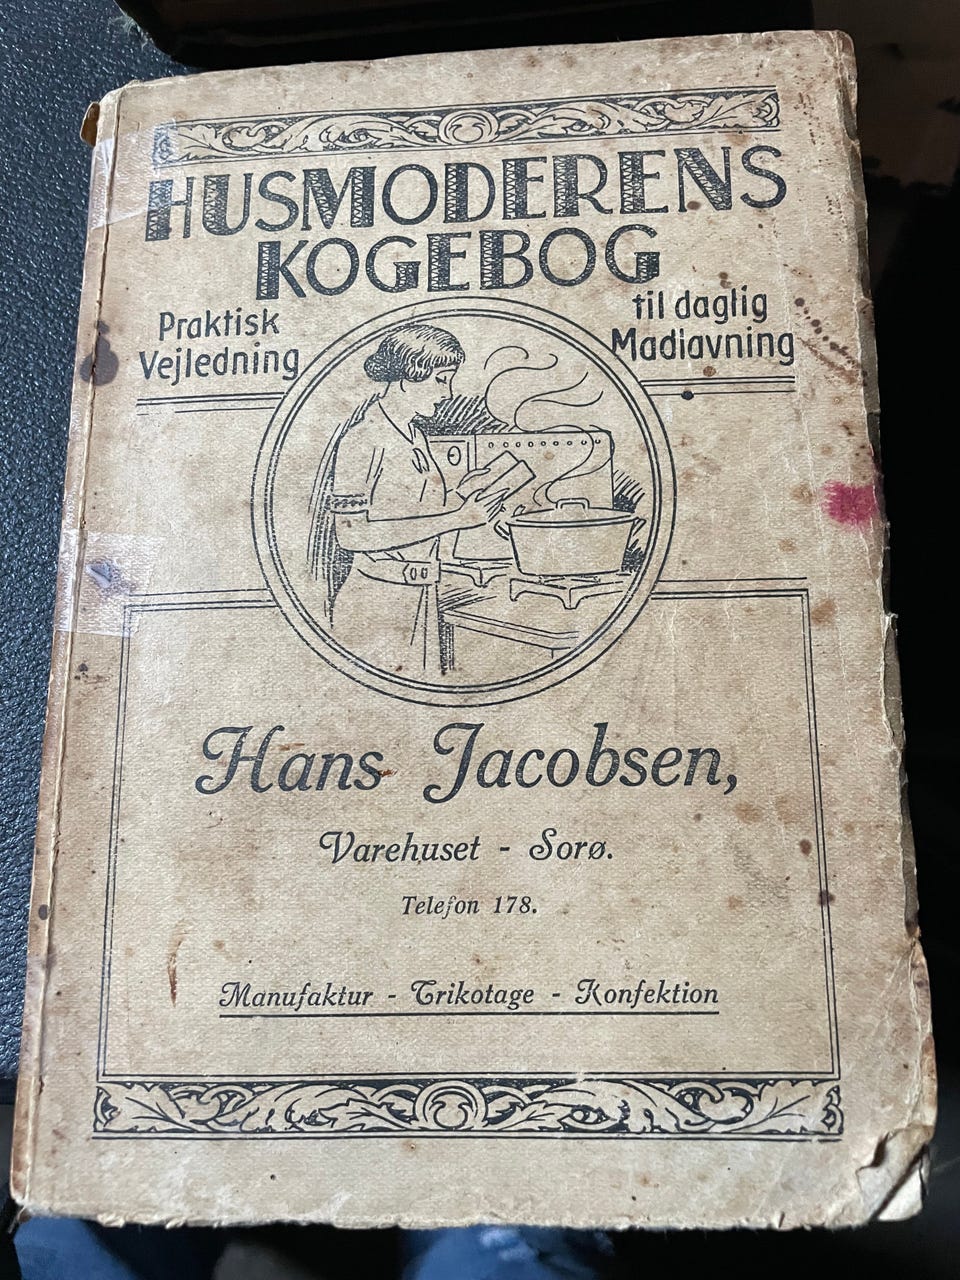 HUSMODERENS
KOGEBOG
Praktisk
Vejledning
til daglig
Madlavning
Hans Jacobsen,
Varehuset - Sorø.
Telefon 178.
Manufaktur - Trikotage - Konfektion